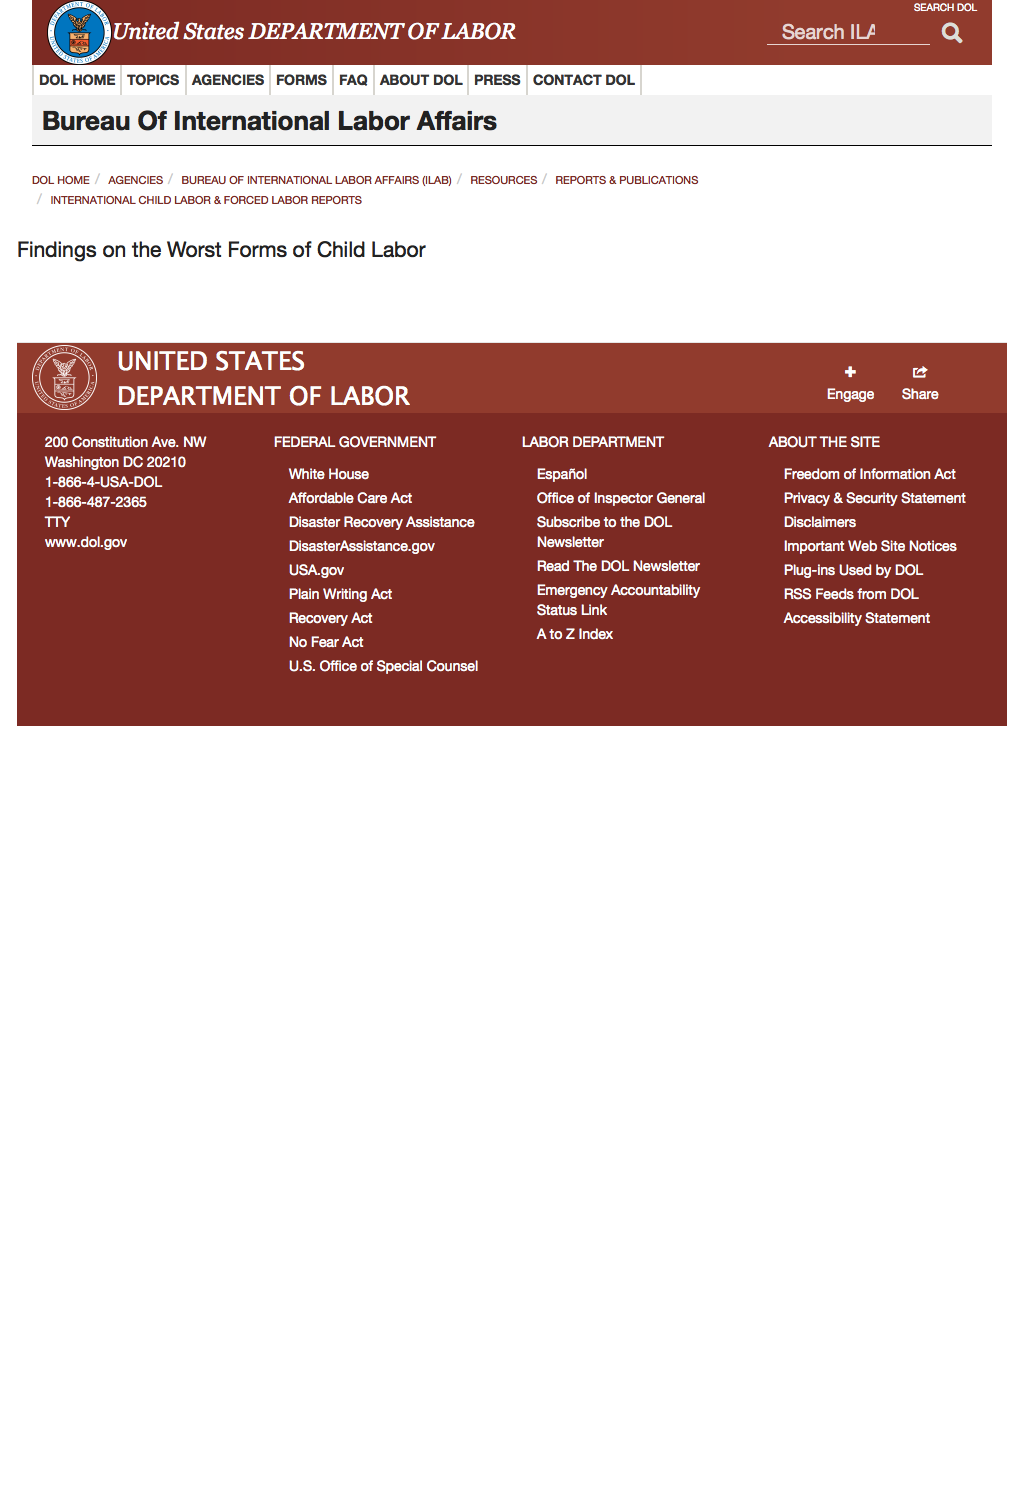 SEARCH DOL
United States DEPARTMENT OF LABOR
Search ILA
DOL HOME TOPICS AGENCIES FORMS FAQ ABOUT DOL PRESS CONTACT DOL
Bureau Of International Labor Affairs
DOL HOME / AGENCIES / BUREAU OF INTERNATIONAL LABOR AFFAIRS (ILAB) / RESOURCES / REPORTS & PUBLICATIONS
/ INTERNATIONAL CHILD LABOR & FORCED LABOR REPORTS
Findings on the Worst Forms of Child Labor
UNITED STATES
DEPARTMENT OF LABOR
Engage
Share
200 Constitution Ave. NW
Washington DC 20210
1-866-4-USA-DOL
1-866-487-2365
TTY
www.dol.gov
FEDERAL GOVERNMENT
White House
Affordable Care Act
Disaster Recovery Assistance
DisasterAssistance.gov
USA.gov
Plain Writing Act
Recovery Act
No Fear Act
U.S. Office of Special Counsel
LABOR DEPARTMENT
Español
Office of Inspector General
Subscribe to the DOL
Newsletter
Read The DOL Newsletter
Emergency Accountability
Status Link
A to Z Index
ABOUT THE SITE
Freedom of Information Act
Privacy & Security Statement
Disclaimers
Important Web Site Notices
Plug-ins Used by DOL
RSS Feeds from DOL
Accessibility Statement